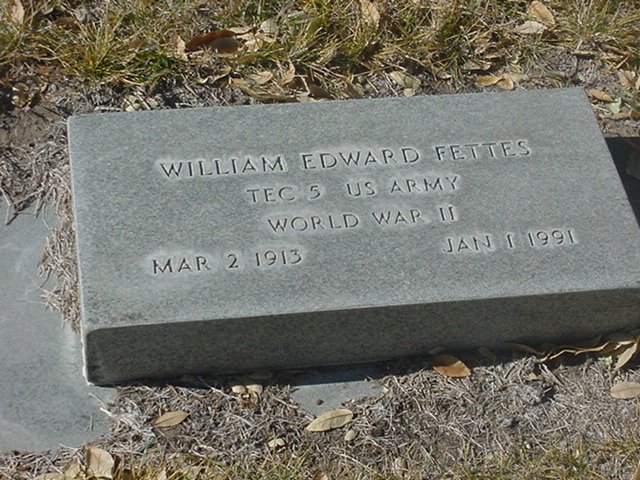 WILLIAM EDWARD FETTES
TEC 5 US ARMY
WORLD WAR II
MAR 2 1913 JAN 1 1991